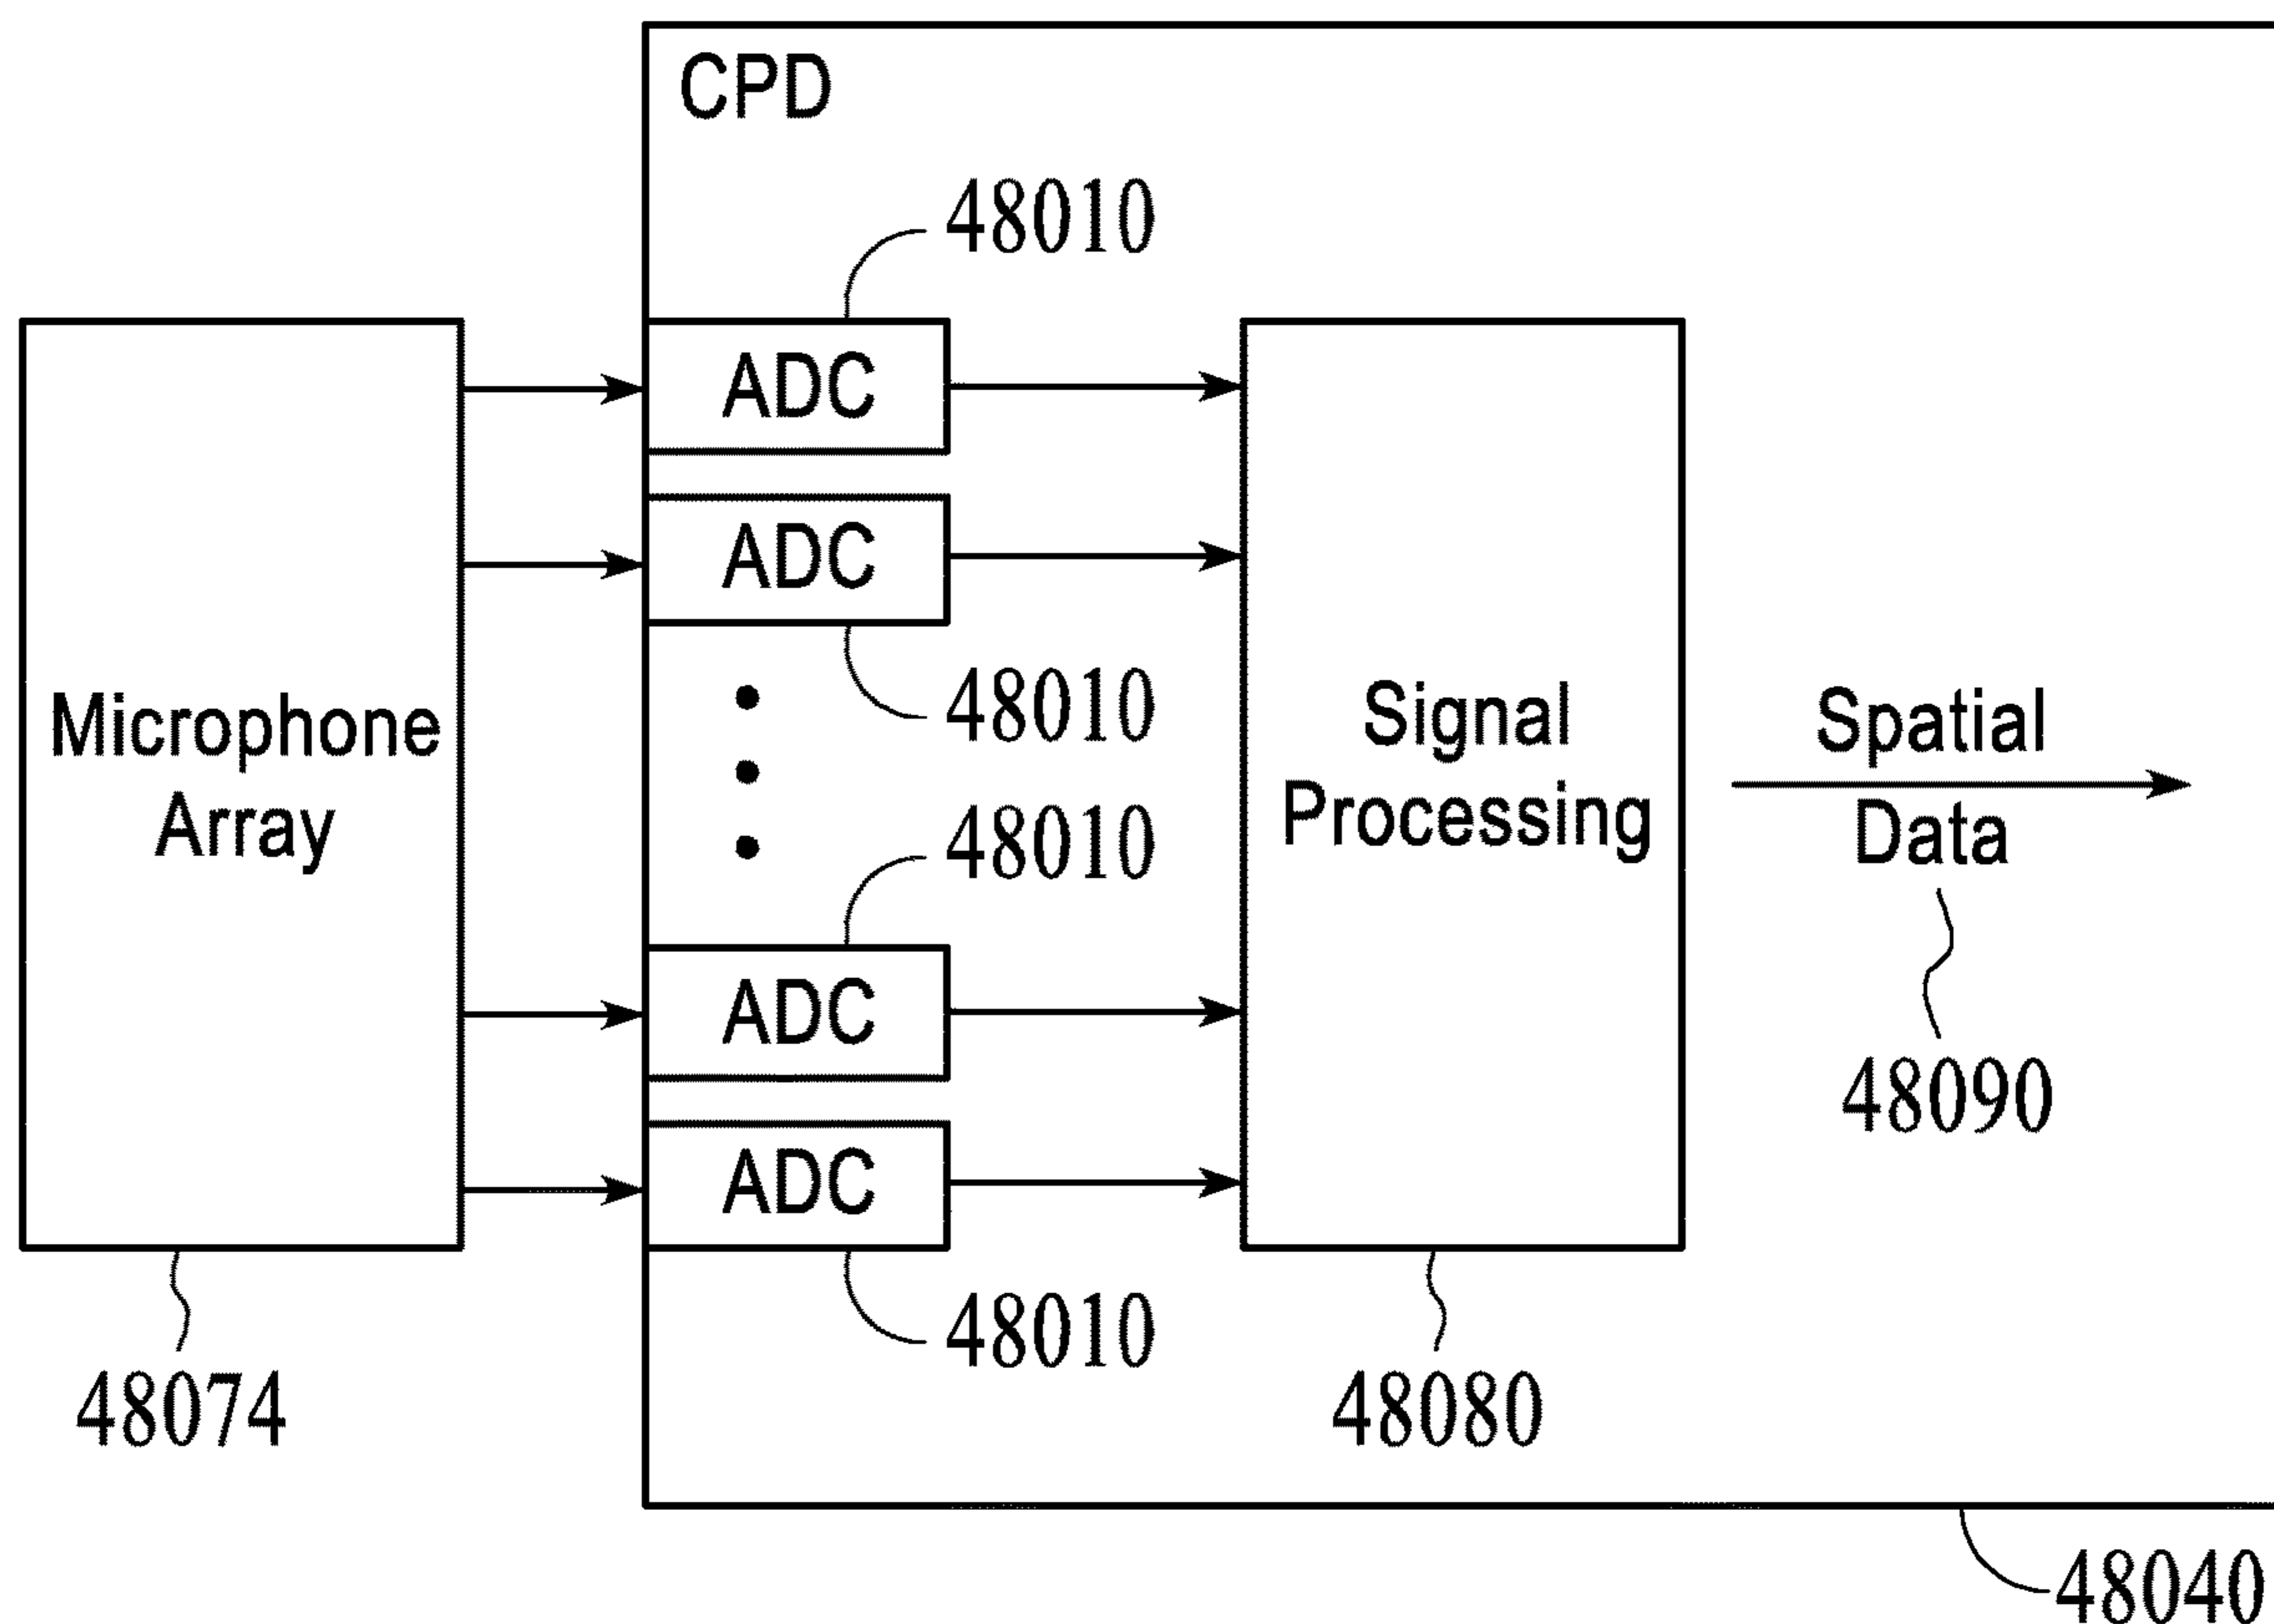 CPD
48010
ADC
ADC
48010
48010
ADC
ADC
48010
Microphone
Array
48074
Signal
Processing
48080
Spatial
Data
48090
48040